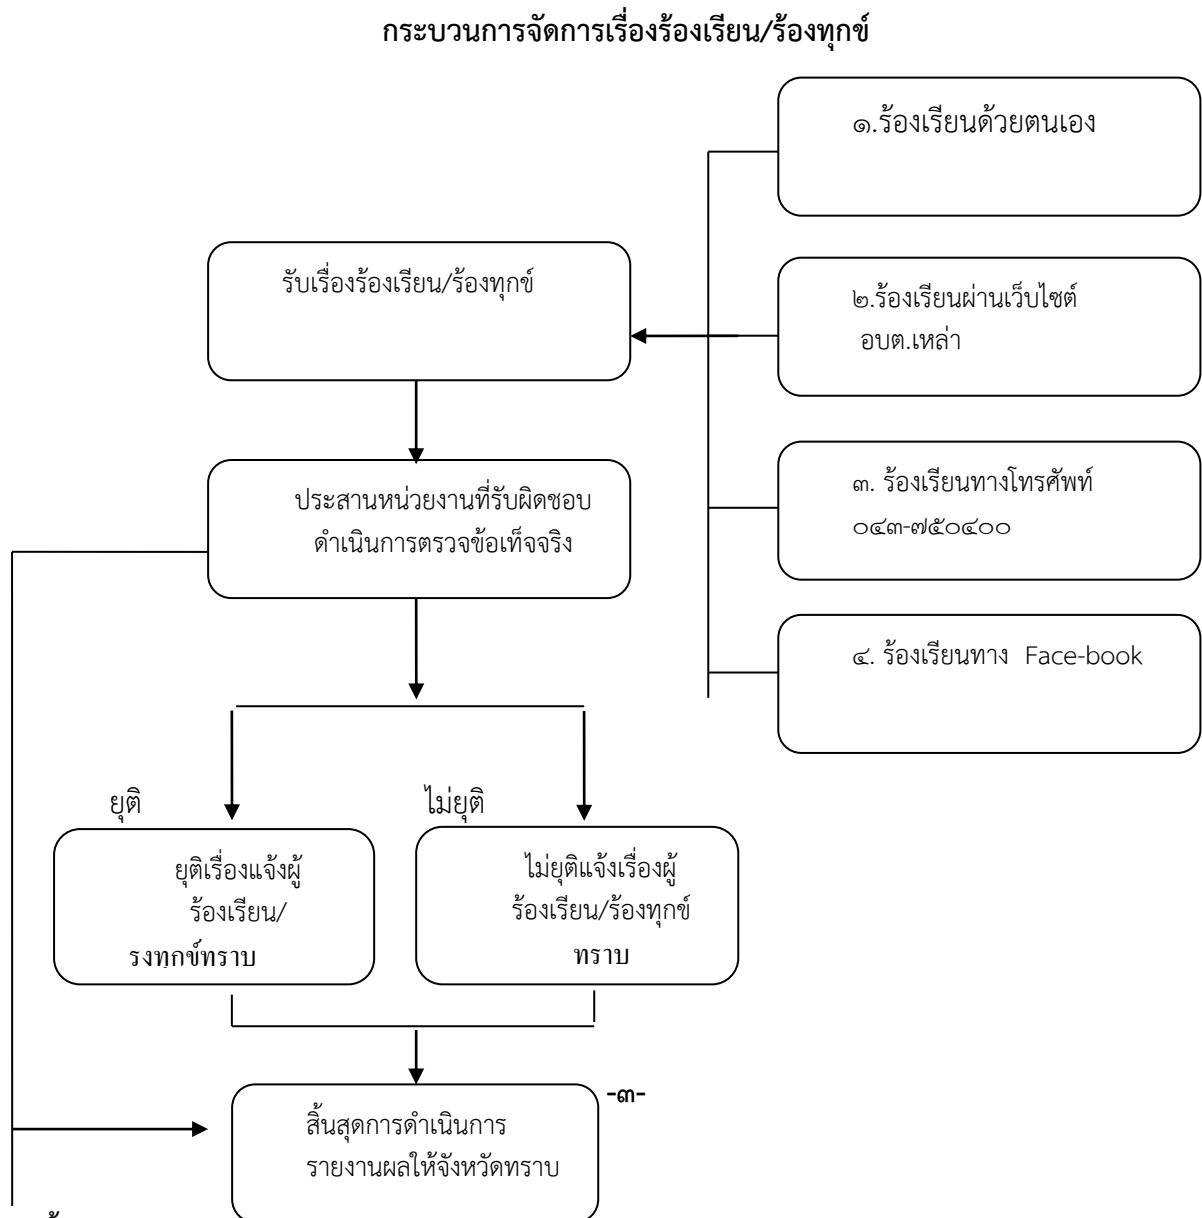 กระบวนการจัดการเรื่องร้องเรียน/ร้องทุกข์
๑.ร้องเรียนด้วยตนเอง
รับเรื่องร้องเรียน/ร้องทุกข์
๒.ร้องเรียนผ่านเว็บไซต์
อบต.เหล่า
๓. ร้องเรียนทางโทรศัพท์
๐๔๓-๗๕๐๔๐๐
ประสานหน่วยงานที่รับผิดชอบ
ดำเนินการตรวจข้อเท็จจริง
๔. ร้องเรียนทาง Face-book
ยุติ
ไม่ยุติ
ยุติเรื่องแจ้งผู้
ร้องเรียน/
รงทุกข์ทราบ
ไม่ยุติแจ้งเรื่องผู้
ร้องเรียน/ร้องทุกข์
ทราบ
-๓-
สิ้นสุดการดำเนินการ
รายงานผลให้จังหวัดทราบ